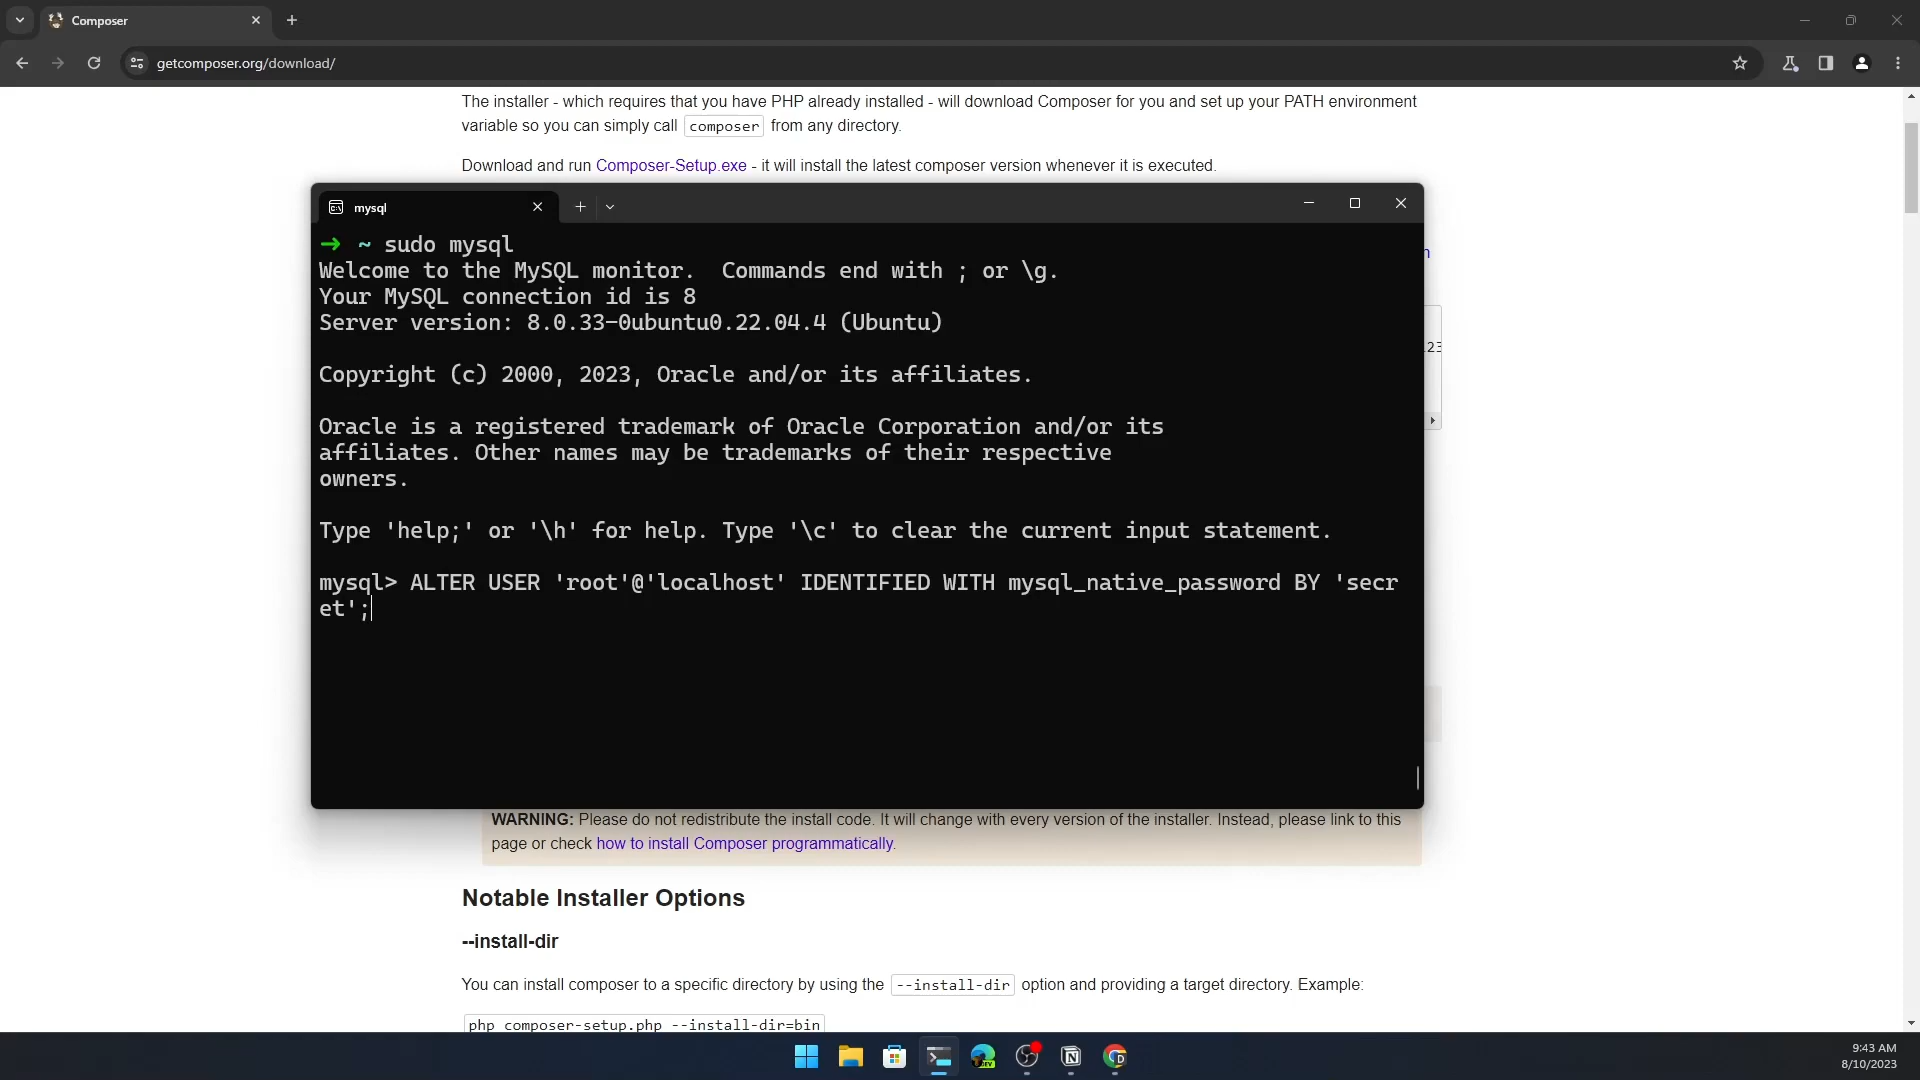 Composer
getcomposer.org/download/
The installer - which requires that you have PHP already installed - will download Composer for you and set up your PATH environment
variable so you can simply call composer from any directory.
Download and run Composer-Setup.exe - it will install the latest composer version whenever it is executed.
mysql
➜ ~ sudo mysql
Welcome to the MySQL monitor.  Commands end with ; or \g.
Your MySQL connection id is 8
Server version: 8.0.33-0ubuntu0.22.04.4 (Ubuntu)
Copyright (c) 2000, 2023, Oracle and/or its affiliates.
Oracle is a registered trademark of Oracle Corporation and/or its
affiliates. Other names may be trademarks of their respective
owners.
Type 'help;' or '\h' for help. Type '\c' to clear the current input statement.
mysql> ALTER USER 'root'@'localhost' IDENTIFIED WITH mysql_native_password BY 'secr
et';
WARNING: Please do not redistribute the install code. It will change with every version of the installer. Instead, please link to this
page or check how to install Composer programmatically.
Notable Installer Options
--install-dir
You can install composer to a specific directory by using the --install-dir option and providing a target directory. Example:
php composer-setup.php --install-dir=bin
9:43 AM
8/10/2023